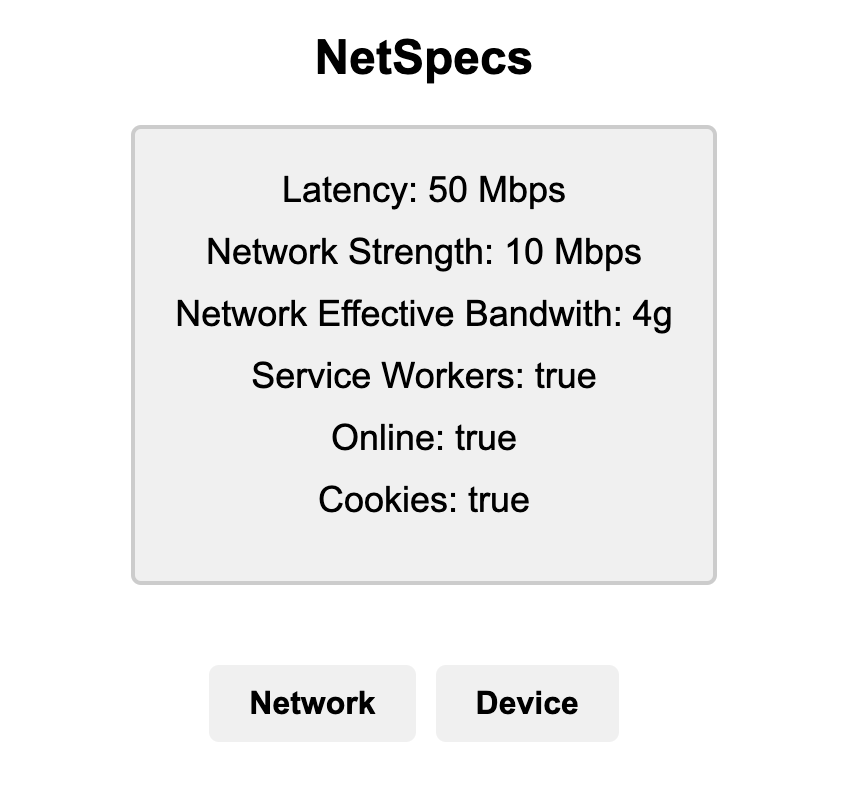 NetSpecs
Latency: 50 Mbps
Network Strength: 10 Mbps
Network Effective Bandwith: 4g
Service Workers: true
Online: true
Cookies: true
Network Device